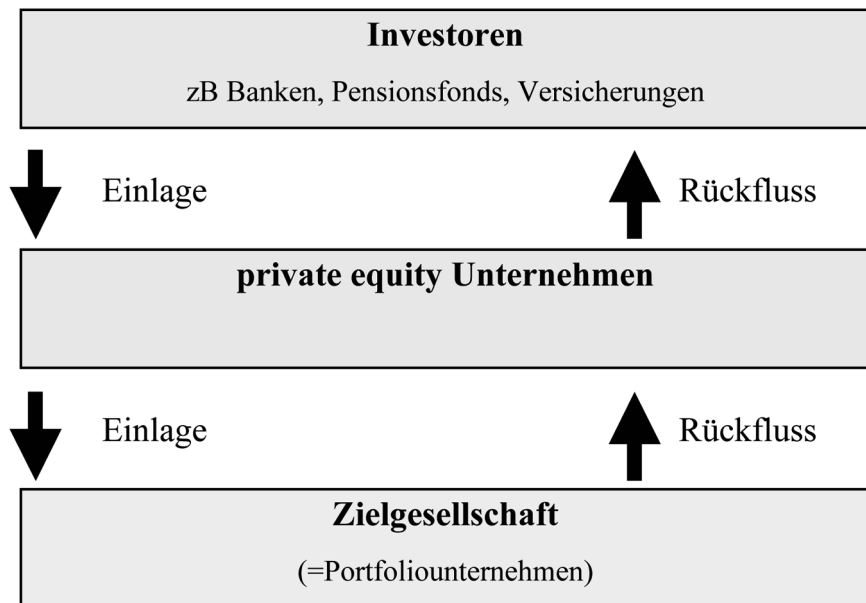 Investoren
zB Banken, Pensionsfonds, Versicherungen
Einlage
Rückfluss
private equity Unternehmen
Einlage
Rückfluss
Zielgesellschaft
(=Portfoliounternehmen)